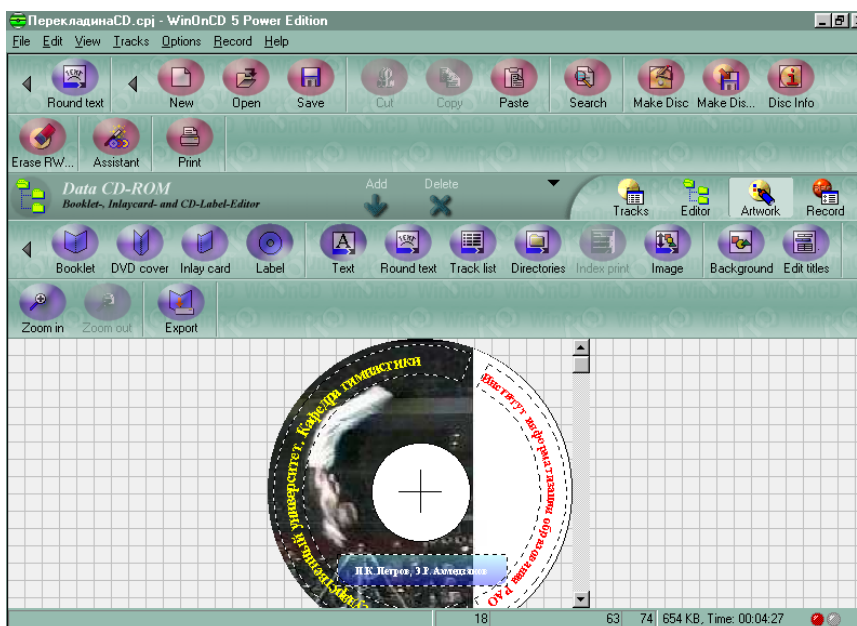 ПерекладинаCD.cpj - WinOnCD 5 Power Edition
File Edit View Tracks Options Record Help
Round text New Open Save Cut Copy Paste Search Make Disc Make Dis... Disc Info
Erase RW... Assistant Print
Data CD-ROM Add Delete
Booklet-, Inlaycard- and CD-Label-Editor
Tracks Editor Artwork Record
Booklet DVD cover Inlay card Label Text Round text Track list Directories Index print Image Background Edit titles
Zoom in Zoom out Export
ударственный университет. Кафедра гимнастики
Институт информатизации образования РАО
Н.К. Петров, Э.Р.
18 63 74 654 KB, Time: 00:04:27